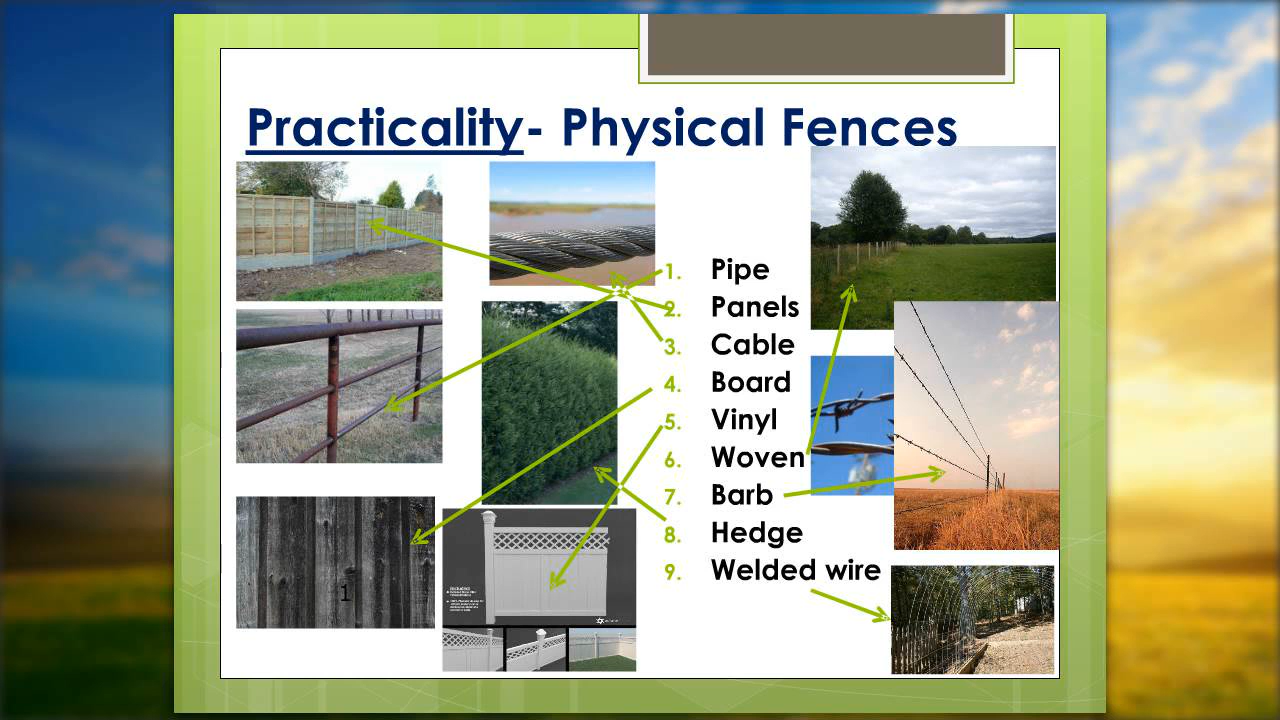 Practicality- Physical Fences
1. Pipe
2. Panels
3. Cable
4. Board
5. Vinyl
6. Woven
7. Barb
8. Hedge
9. Welded wire
1